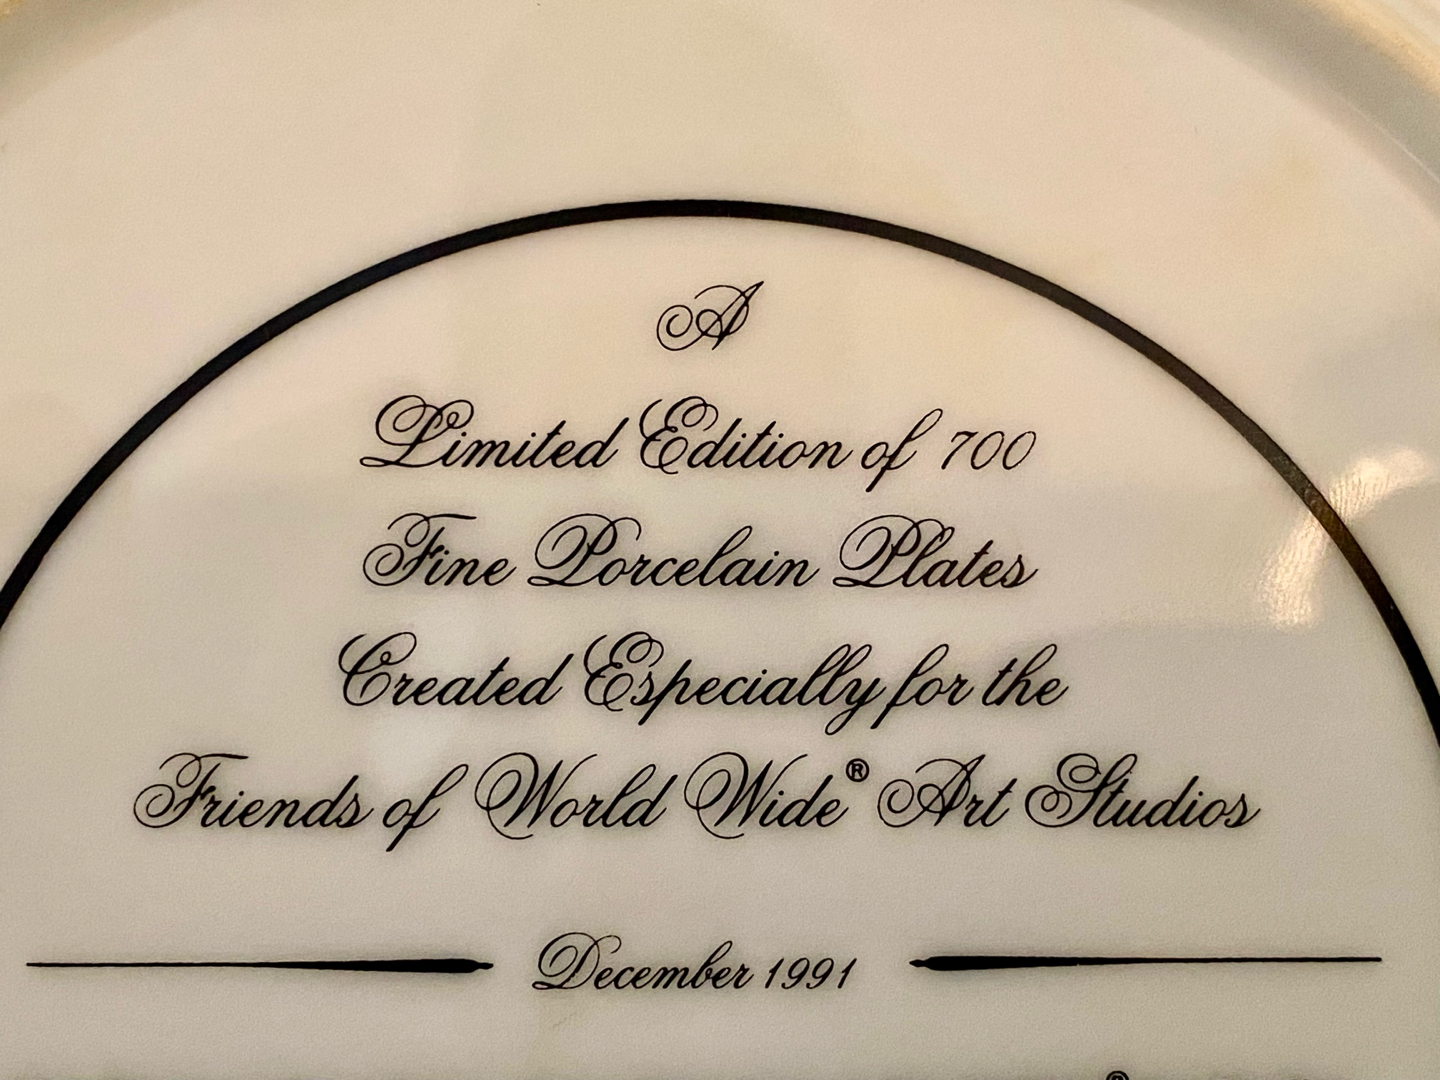 A
Limited Edition of 700
Fine Porcelain Plates
Created Especially for the
Friends of World Wide® Art Studios
December 1991
®